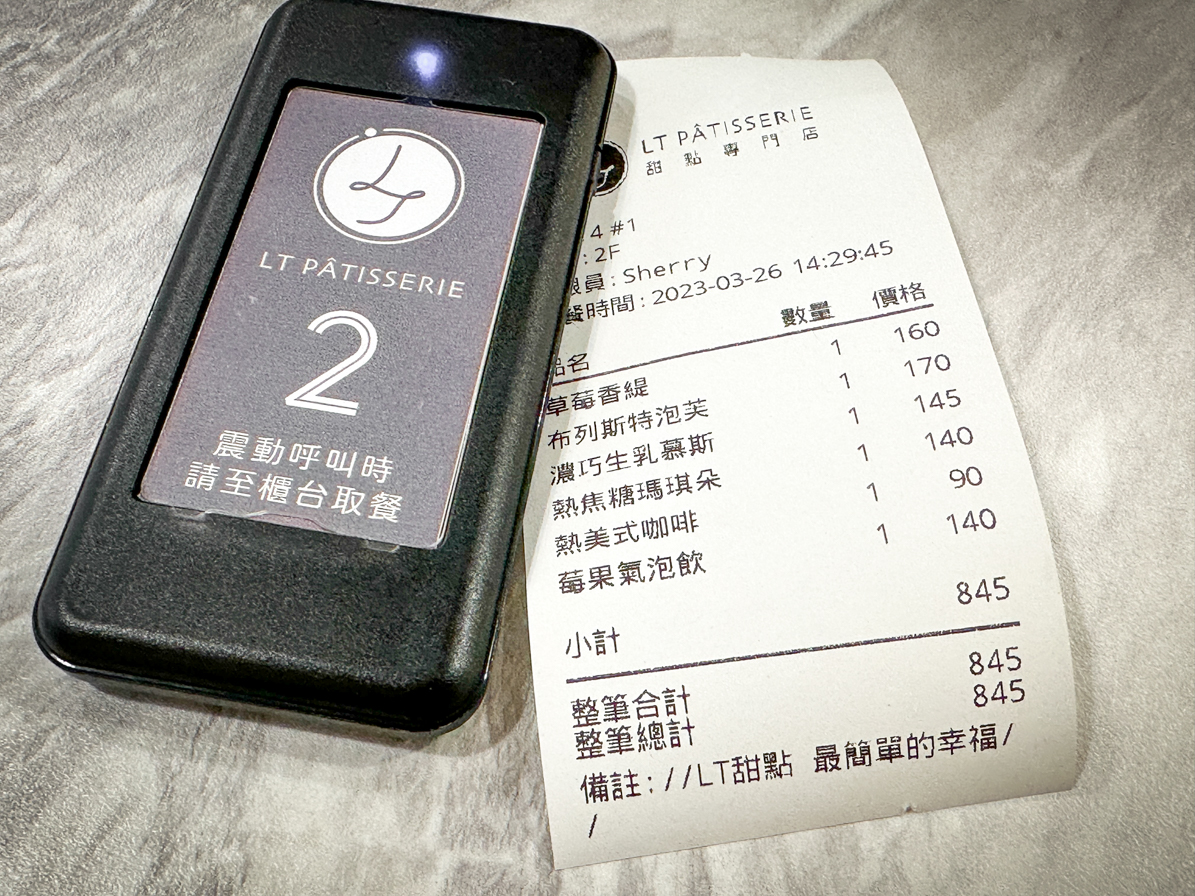 LT PÂTISSERIE
2
震動呼叫時
請至櫃台取餐
LT PÂTISSERIE
甜點專門店
4 #1
: 2F
員 : Sherry
時間 : 2023-03-26 14:29:45
品名 數量 價格
草莓香緹 1 160
布列斯特泡芙 1 170
濃巧生乳慕斯 1 145
熱焦糖瑪琪朵 1 140
熱美式咖啡 1 90
莓果氣泡飲 1 140
小計 845
整筆合計 845
整筆總計 845
備註 : //LT甜點 最簡單的幸福/
/